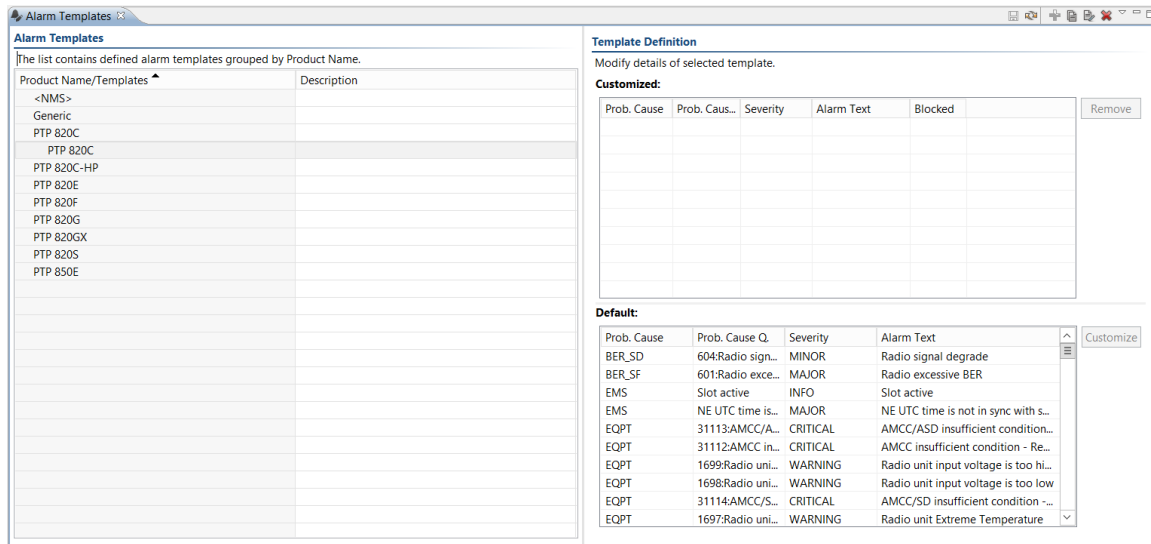 Alarm Templates
Alarm Templates
The list contains defined alarm templates grouped by Product Name.
Product Name/Templates Description
<NMS>
Generic
PTP 820C
PTP 820C
PTP 820C-HP
PTP 820E
PTP 820F
PTP 820G
PTP 820GX
PTP 820S
PTP 850E
Template Definition
Modify details of selected template.
Customized:
Prob. Cause Prob. Caus... Severity Alarm Text Blocked
Remove
Default:
Prob. Cause Prob. Cause Q. Severity Alarm Text
Customize
BER_SD 604:Radio sign... MINOR Radio signal degrade
BER_SF 601:Radio exce... MAJOR Radio excessive BER
EMS Slot active INFO Slot active
EMS NE UTC time is... MAJOR NE UTC time is not in sync with s...
EQPT 31113:AMCC/A... CRITICAL AMCC/ASD insufficient condition...
EQPT 31112:AMCC in... CRITICAL AMCC insufficient condition - Re...
EQPT 1699:Radio uni... WARNING Radio unit input voltage is too hi...
EQPT 1698:Radio uni... WARNING Radio unit input voltage is too low
EQPT 31114:AMCC/S... CRITICAL AMCC/SD insufficient condition -...
EQPT 1697:Radio uni... WARNING Radio unit Extreme Temperature